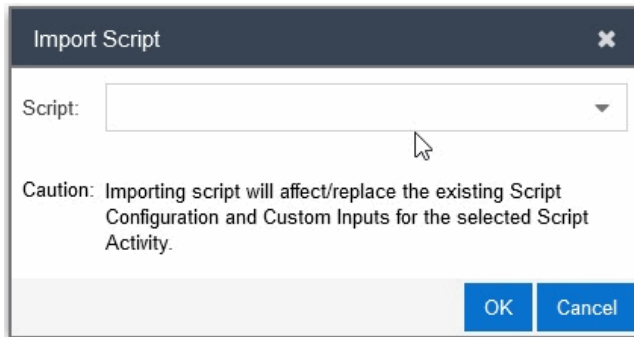 Import Script
Script:
Caution: Importing script will affect/replace the existing Script
Configuration and Custom Inputs for the selected Script
Activity.
OK Cancel